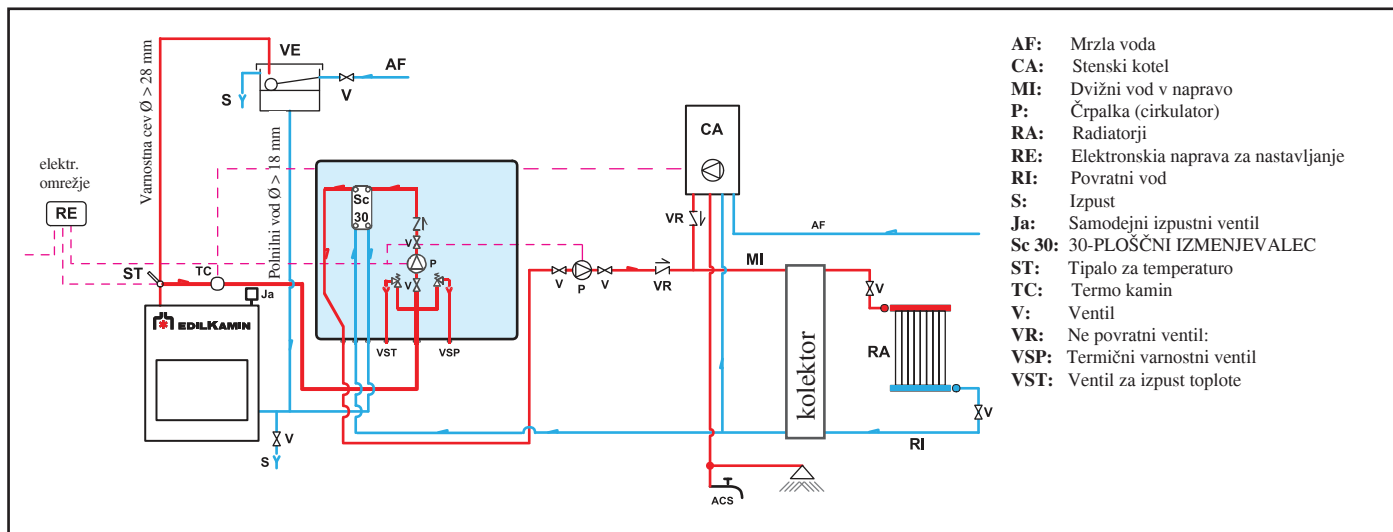 VE
AF
S
V
Varnostna cev Ø > 28 mm
Polnilni vod Ø > 18 mm
elektr.
omrežje
RE
ST
TC
Ja
EDILKAMIN
V
S
Sc
30
V
P
V
VST
VSP
CA
VR
AF
V
P
V
VR
MI
kolektor
V
RA
V
RI
ACS
AF: Mrzla voda
CA: Stenski kotel
MI: Dvižni vod v napravo
P: Črpalka (cirkulator)
RA: Radiatorji
RE: Elektronskia naprava za nastavljanje
RI: Povratni vod
S: Izpust
Ja: Samodejni izpustni ventil
Sc 30: 30-PLOŠČNI IZMENJEVALEC
ST: Tipalo za temperaturo
TC: Termo kamin
V: Ventil
VR: Ne povratni ventil:
VSP: Termični varnostni ventil
VST: Ventil za izpust toplote